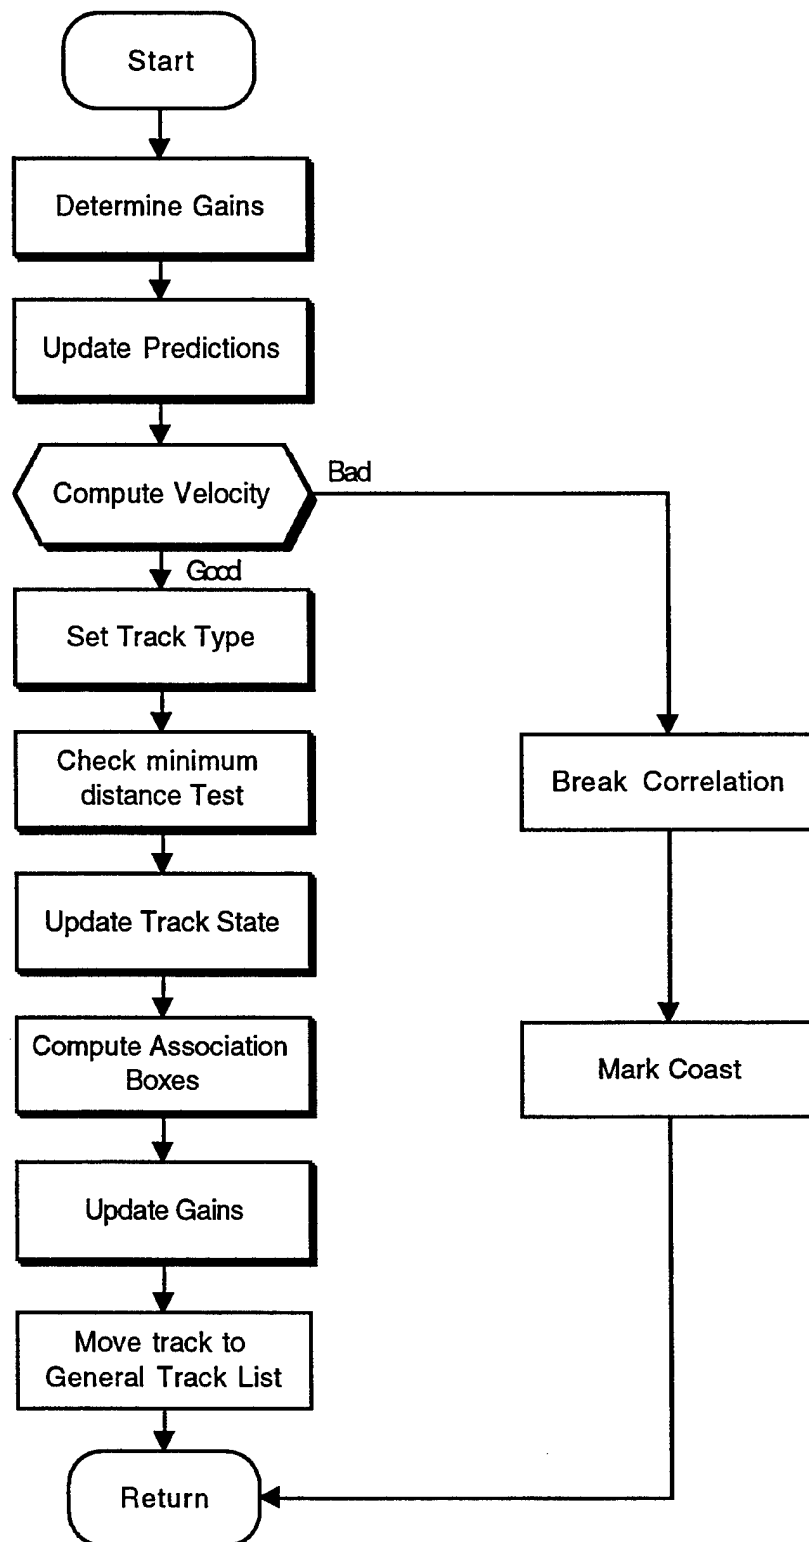 Start
Determine Gains
Update Predictions
Compute Velocity
Bad
Good
Set Track Type
Check minimum
distance Test
Break Correlation
Update Track State
Compute Association
Boxes
Mark Coast
Update Gains
Move track to
General Track List
Return